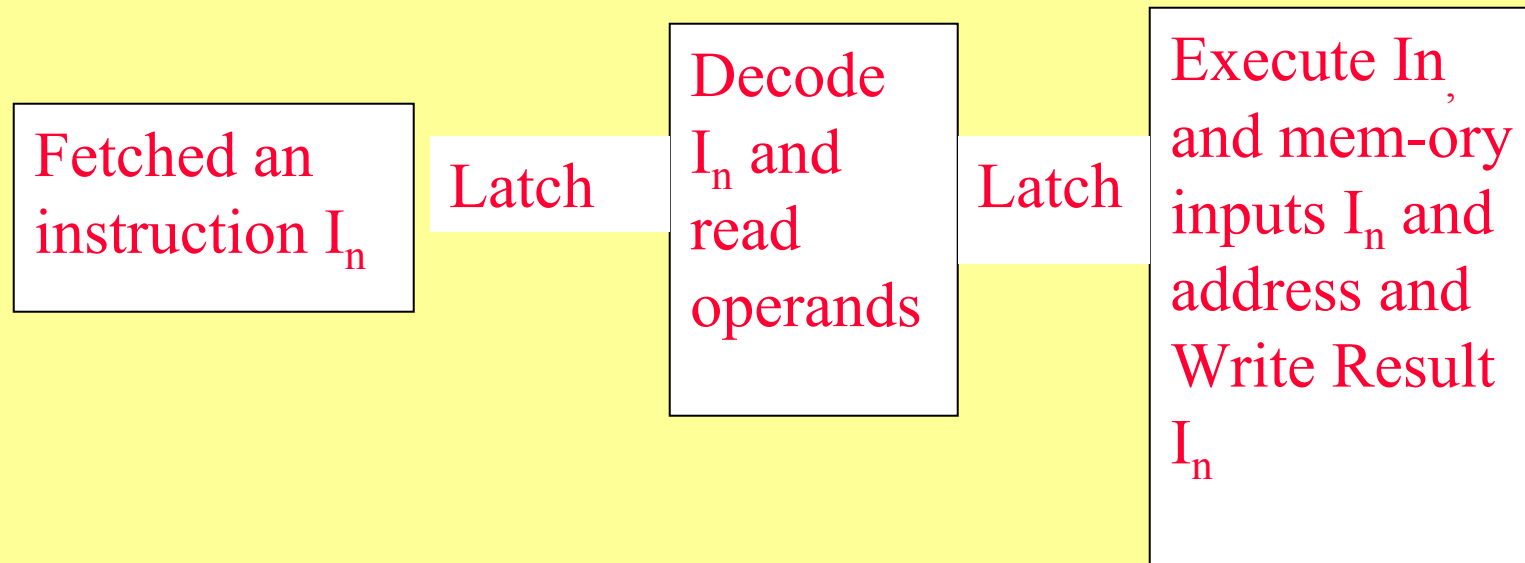 Fetched an
instruction Iₙ
Latch
Decode
Iₙ and
read
operands
Latch
Execute In,
and mem-ory
inputs Iₙ and
address and
Write Result
Iₙ